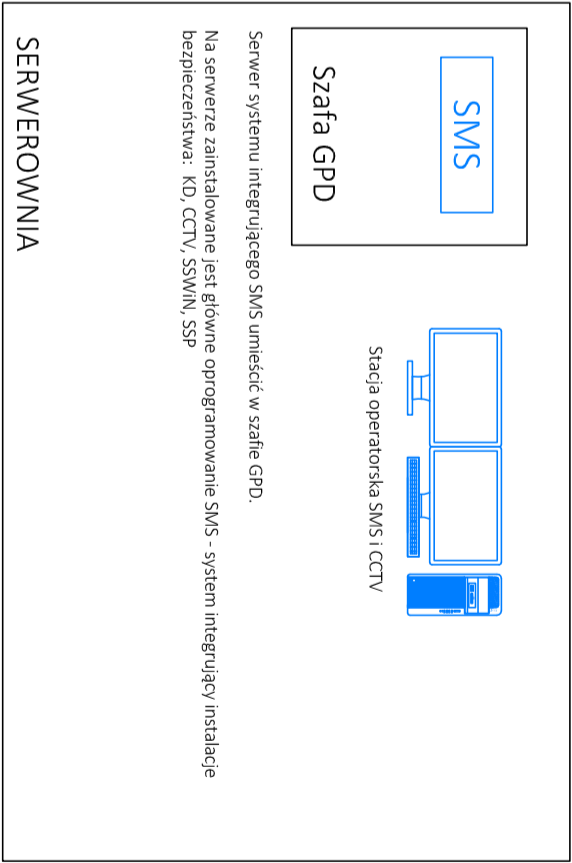 SMS
Szafa GPD
Stacja operatorska SMS i CCTV
Serwer systemu integrującego SMS umieścić w szafie GPD.
Na serwerze zainstalowane jest główne oprogramowanie SMS - system integrujący instalacje
bezpieczeństwa: KD, CCTV, SSWiN, SSP
SERWEROWNIA